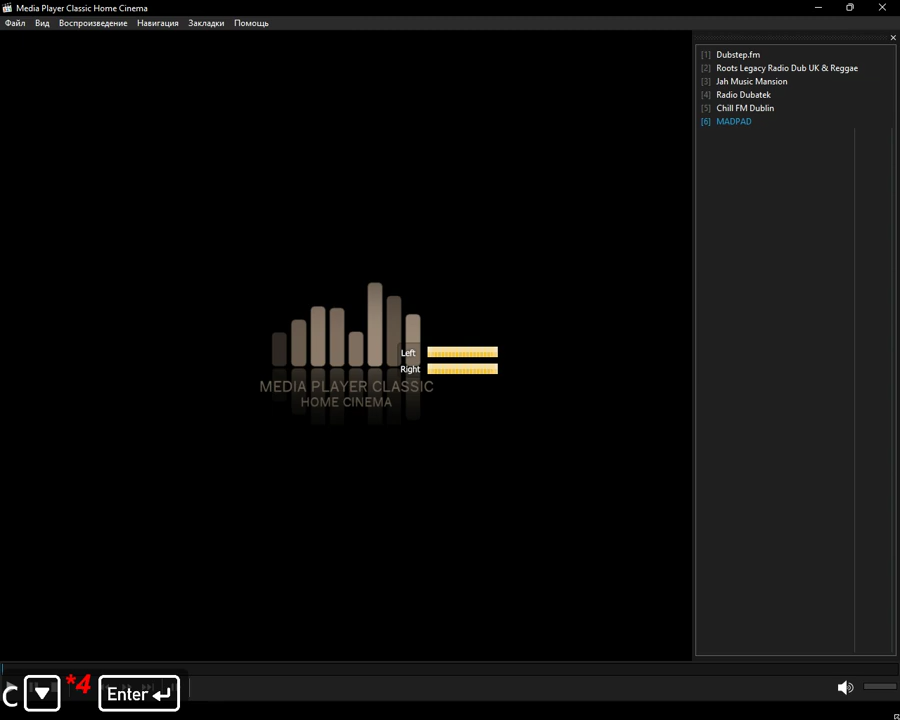 Media Player Classic Home Cinema
Файл Вид Воспроизведение Навигация Закладки Помощь
[1] Dubstep.fm
[2] Roots Legacy Radio Dub UK & Reggae
[3] Jah Music Mansion
[4] Radio Dubatek
[5] Chill FM Dublin
[6] MADPAD
Left
Right
MEDIA PLAYER CLASSIC
HOME CINEMA
C *4 Enter